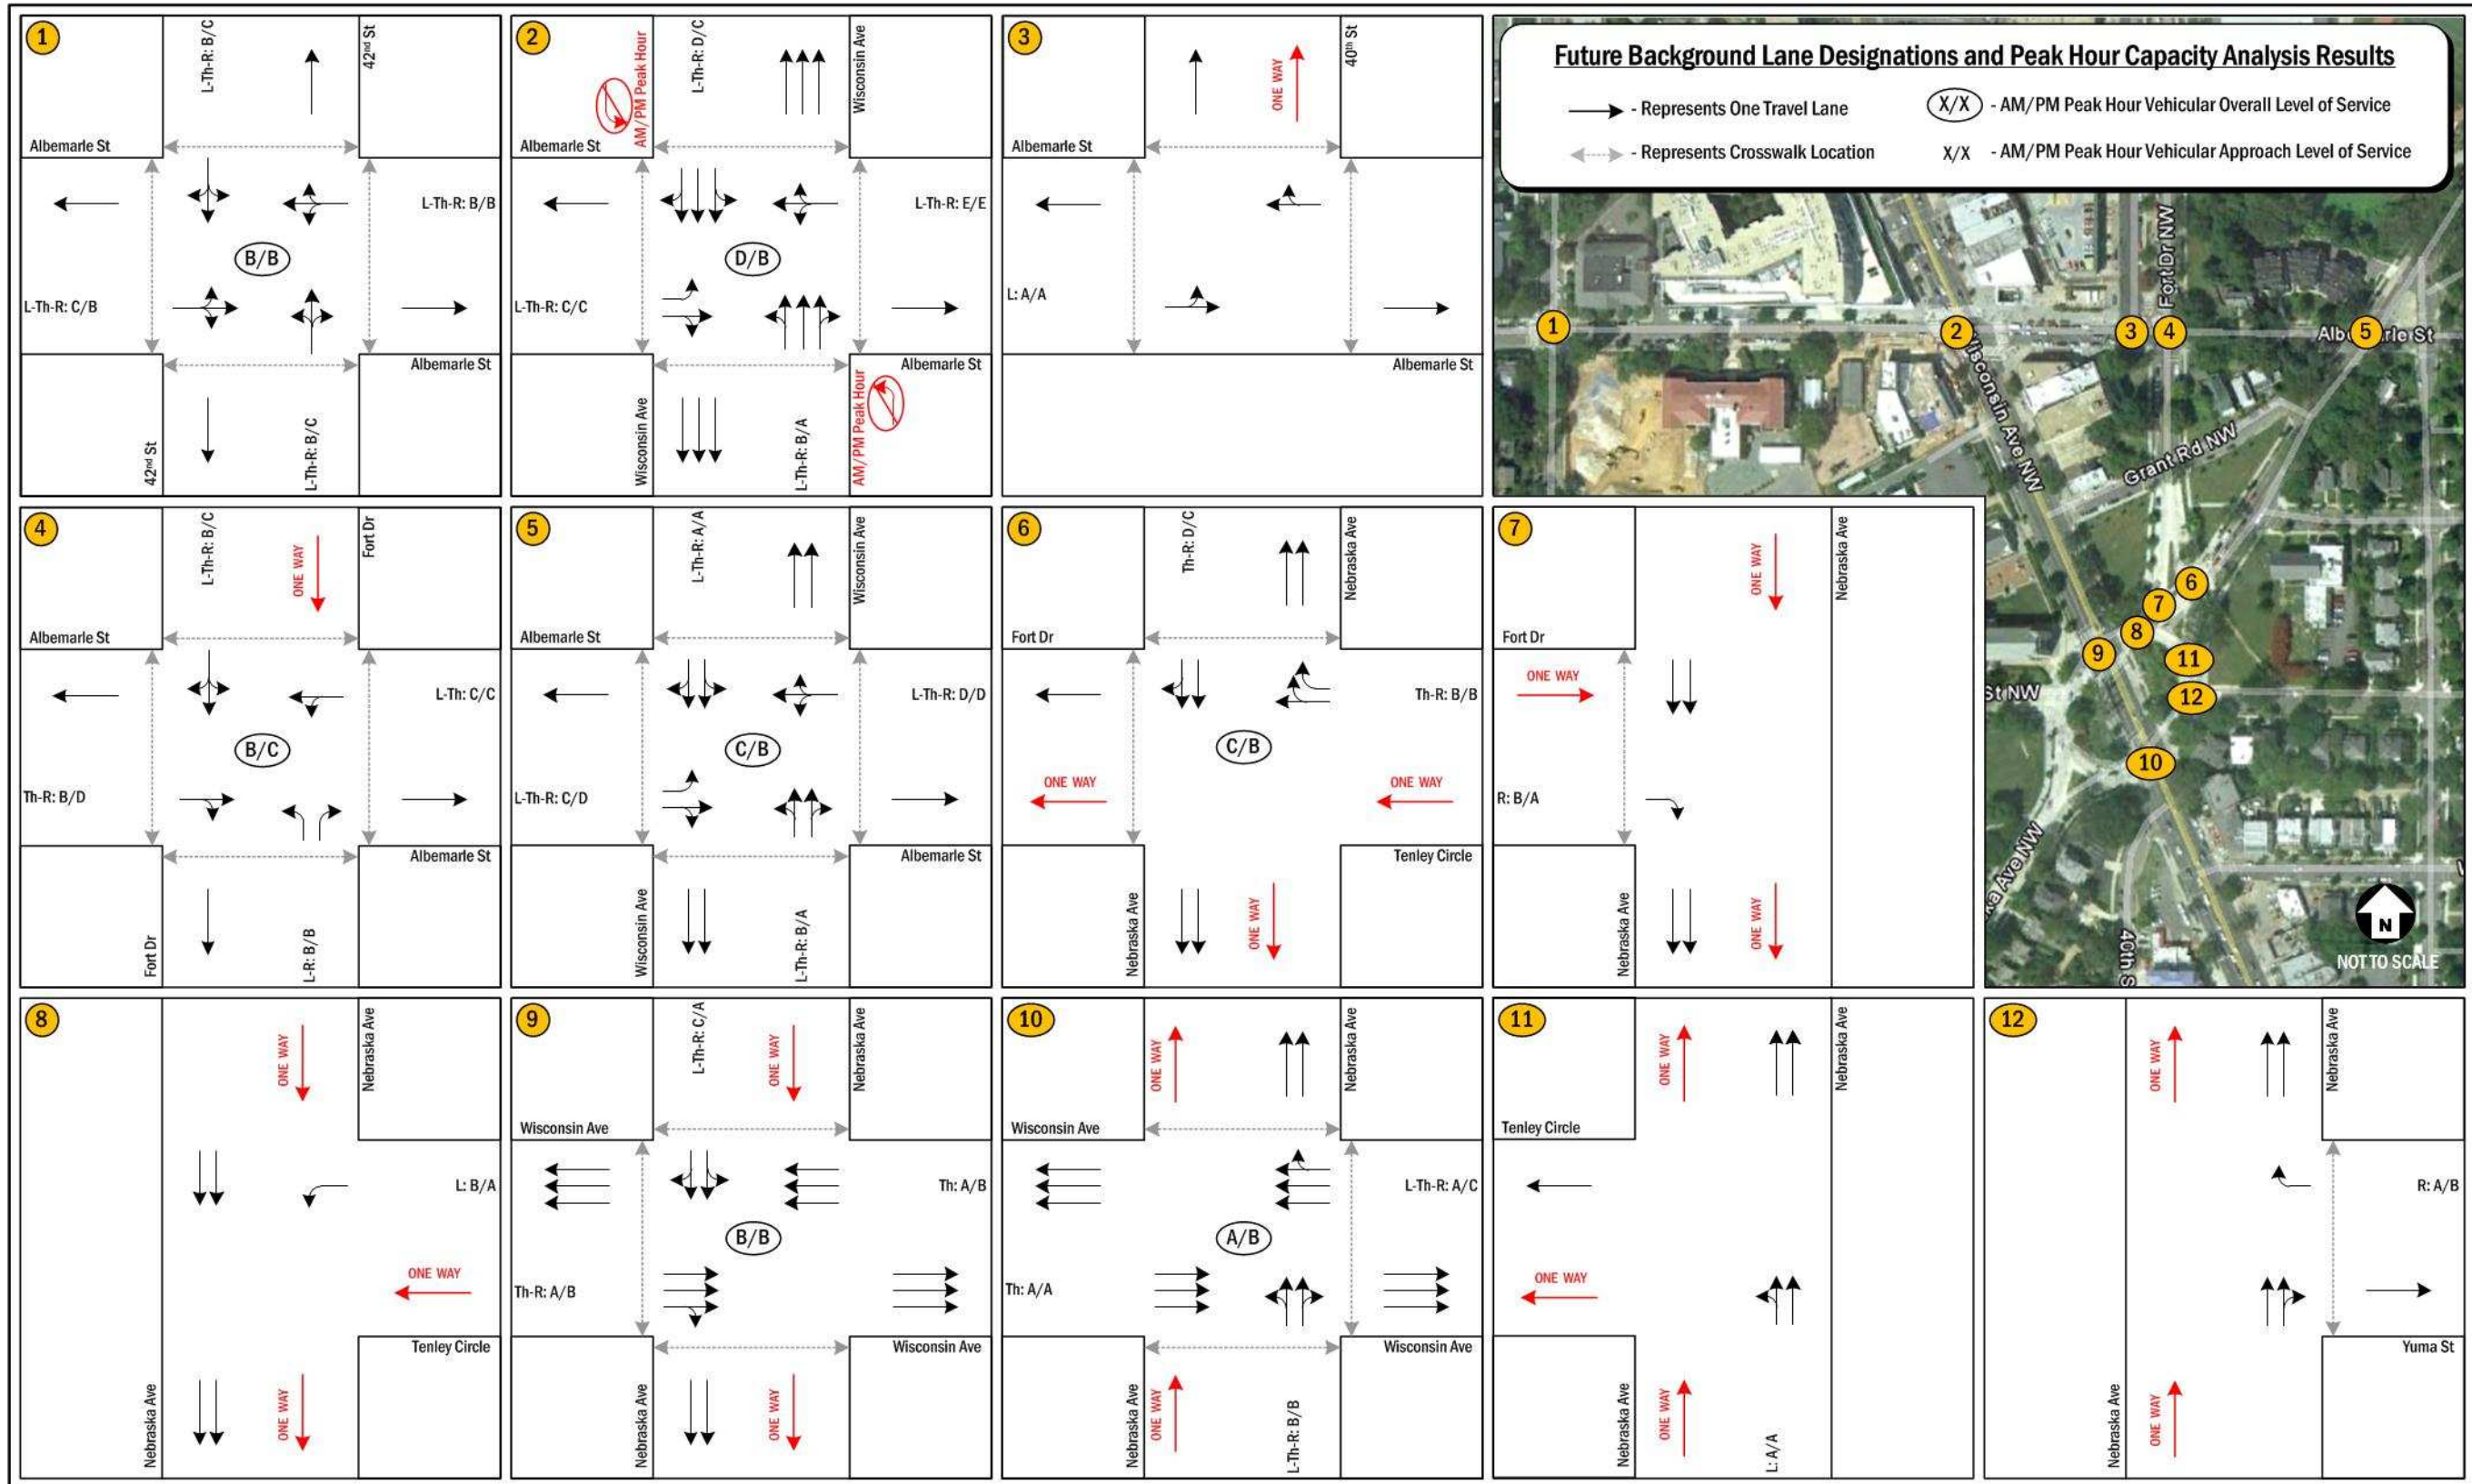 Future Background Lane Designations and Peak Hour Capacity Analysis Results
- Represents One Travel Lane
X/X - AM/PM Peak Hour Vehicular Overall Level of Service
- Represents Crosswalk Location
X/X - AM/PM Peak Hour Vehicular Approach Level of Service
1
L-Th-R: B/C
42nd St
Albemarle St
L-Th-R: B/B
B/B
L-Th-R: C/B
Albemarle St
42nd St
L-Th-R: B/C
2
AM/PM Peak Hour
L-Th-R: D/C
Wisconsin Ave
Albemarle St
L-Th-R: E/E
D/B
L-Th-R: C/C
Albemarle St
Wisconsin Ave
L-Th-R: B/A
AM/PM Peak Hour
3
ONE WAY
40th St
Albemarle St
L: A/A
Albemarle St
1
2
3
4
5
Fort Dr NW
Wisconsin Ave NW
Grant Rd NW
6
7
8
9
10
11
12
St NW
Ave NW
40th S
N
NOT TO SCALE
4
L-Th-R: B/C
ONE WAY
Fort Dr
Albemarle St
L-Th: C/C
B/C
Th-R: B/D
Albemarle St
Fort Dr
L-R: B/B
5
L-Th-R: A/A
Wisconsin Ave
Albemarle St
L-Th-R: D/D
C/B
L-Th-R: C/D
Albemarle St
Wisconsin Ave
L-Th-R: B/A
6
Th-R: D/C
Nebraska Ave
Fort Dr
Th-R: B/B
C/B
ONE WAY
ONE WAY
Tenley Circle
Nebraska Ave
ONE WAY
7
ONE WAY
Nebraska Ave
Fort Dr
ONE WAY
R: B/A
Nebraska Ave
ONE WAY
8
ONE WAY
Nebraska Ave
L: B/A
ONE WAY
Tenley Circle
Nebraska Ave
ONE WAY
9
L-Th-R: C/A
ONE WAY
Nebraska Ave
Wisconsin Ave
Th: A/B
B/B
Th-R: A/B
Wisconsin Ave
Nebraska Ave
ONE WAY
10
ONE WAY
Nebraska Ave
Wisconsin Ave
L-Th-R: A/C
A/B
Th: A/A
Wisconsin Ave
Nebraska Ave
ONE WAY
L-Th-R: B/B
11
ONE WAY
Nebraska Ave
Tenley Circle
ONE WAY
Nebraska Ave
ONE WAY
L: A/A
12
ONE WAY
Nebraska Ave
R: A/B
Yuma St
Nebraska Ave
ONE WAY